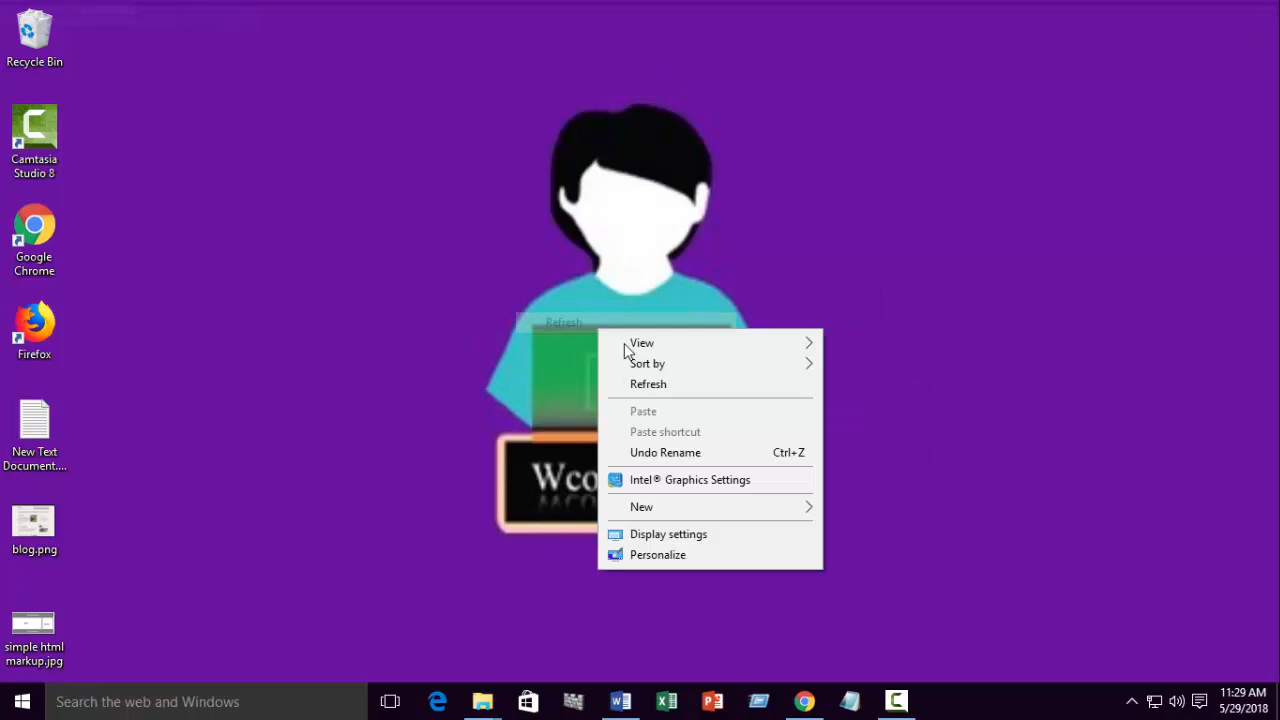 Recycle Bin
Camtasia
Studio 8
Google
Chrome
Firefox
New Text
Document....
blog.png
simple html
markup.jpg
Refresh
View
Sort by
Refresh
Paste
Paste shortcut
Undo Rename Ctrl+Z
Intel® Graphics Settings
New
Display settings
Personalize
Wco
Search the web and Windows
11:29 AM
5/29/2018